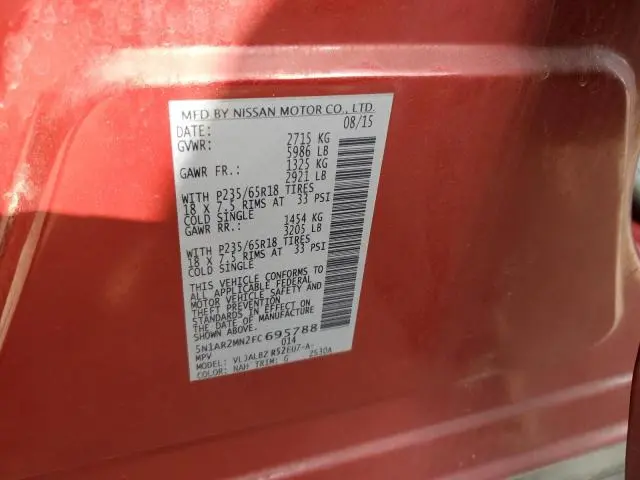 MFD BY NISSAN MOTOR CO., LTD.
DATE: 08/15
GVWR: 2715 KG
5986 LB
GAWR FR.: 1325 KG
2921 LB
WITH P235/65R18 TIRES
18 X 7.5 RIMS AT 33 PSI
COLD SINGLE
GAWR RR.: 1454 KG
3205 LB
WITH P235/65R18 TIRES
18 X 7.5 RIMS AT 33 PSI
COLD SINGLE
THIS VEHICLE CONFORMS TO
ALL APPLICABLE FEDERAL
MOTOR VEHICLE SAFETY AND
THEFT PREVENTION
STANDARDS IN EFFECT ON
SHOWN ABOVE.
5N1AR2MN2FC695788
MPV 014
MODEL: VLJALBZ R52EU7-A-
COLOR: NAH TRIM: G 2530A